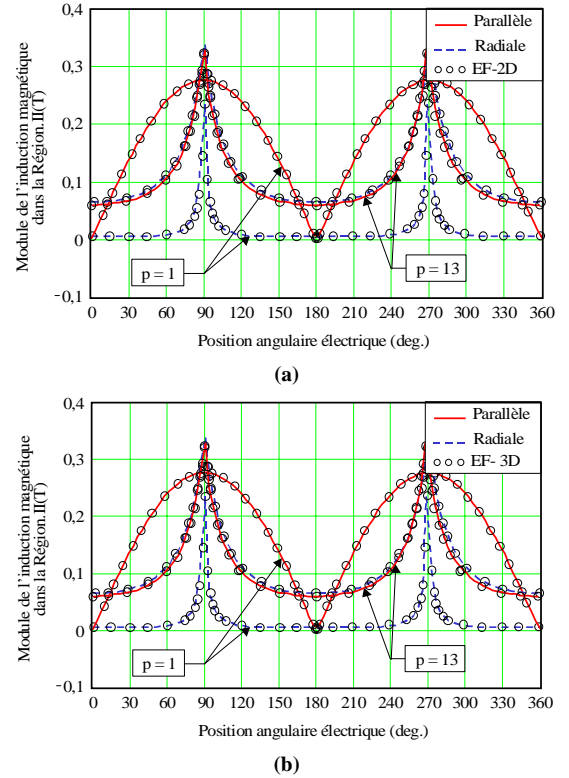 0,4
0,3
0,2
0,1
0
-0,1
Module de l'induction magnétique
dans la Région.II(T)
Parallèle
Radiale
EF-2D
p = 1
p = 13
0 30 60 90 120 150 180 210 240 270 300 330 360
Position angulaire électrique (deg.)
(a)
0,4
0,3
0,2
0,1
0
-0,1
Module de l'induction magnétique
dans la Région.II(T)
Parallèle
Radiale
EF- 3D
p = 1
p = 13
0 30 60 90 120 150 180 210 240 270 300 330 360
Position angulaire électrique (deg.)
(b)